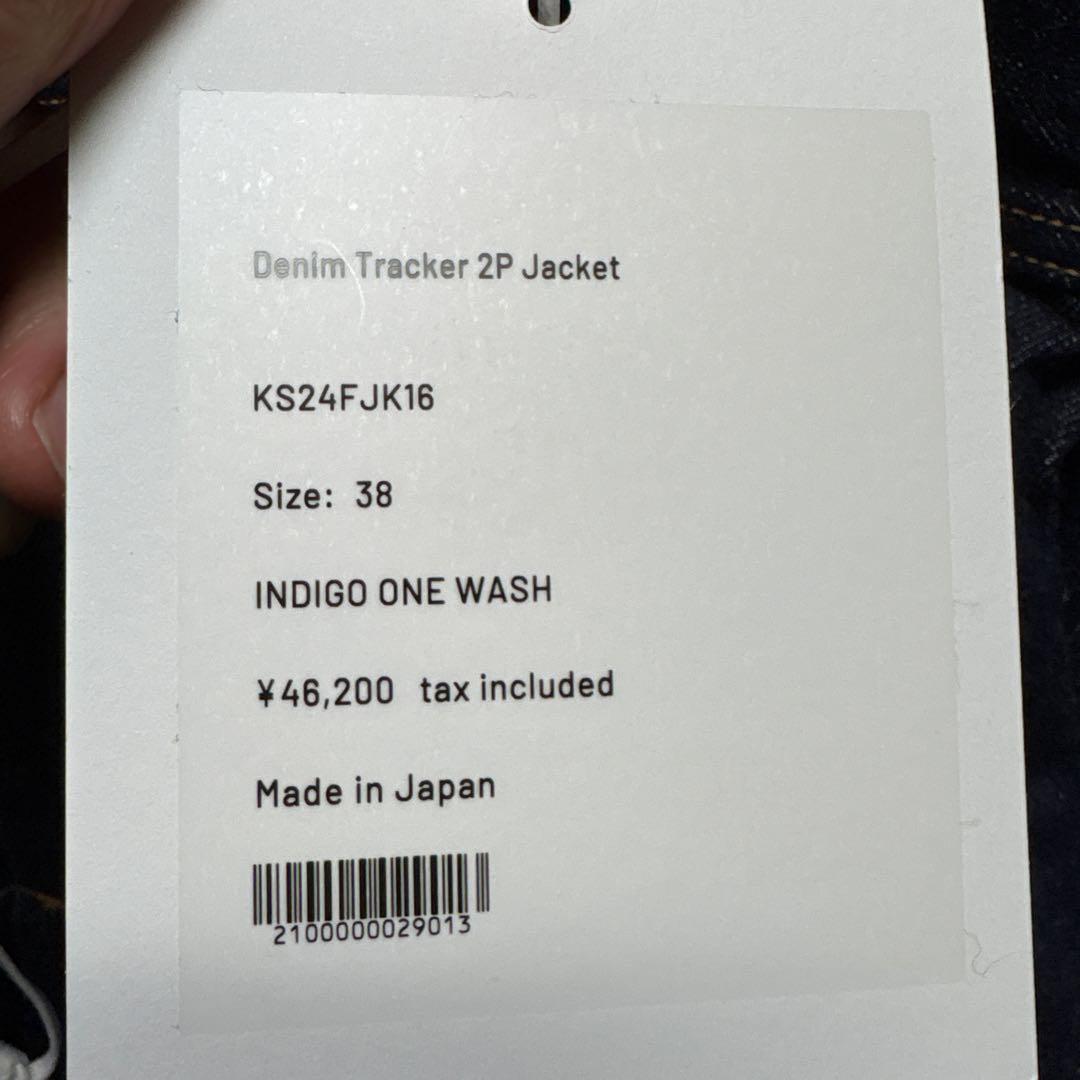 Denim Tracker 2P Jacket
KS24FJK16
Size: 38
INDIGO ONE WASH
¥46,200 tax included
Made in Japan
2100000029013